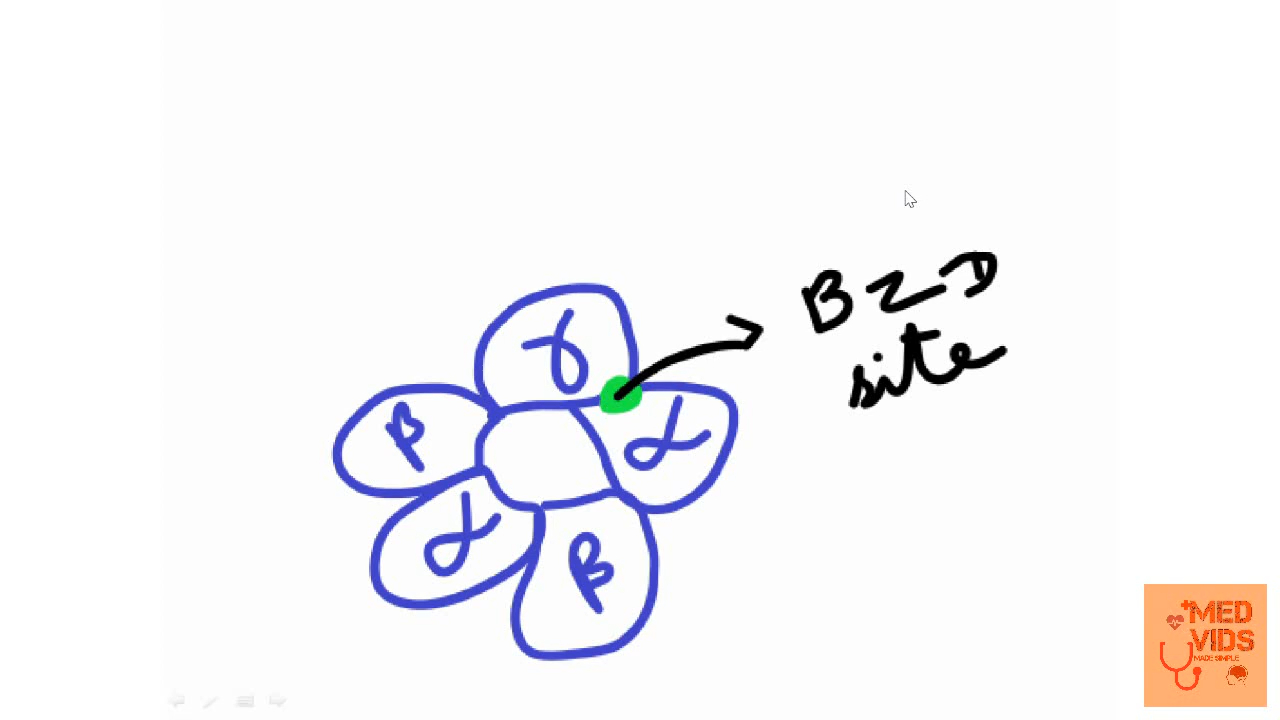 BZD
site
γ
β
α
α
β
MED
VIDS
MADE SIMPLE